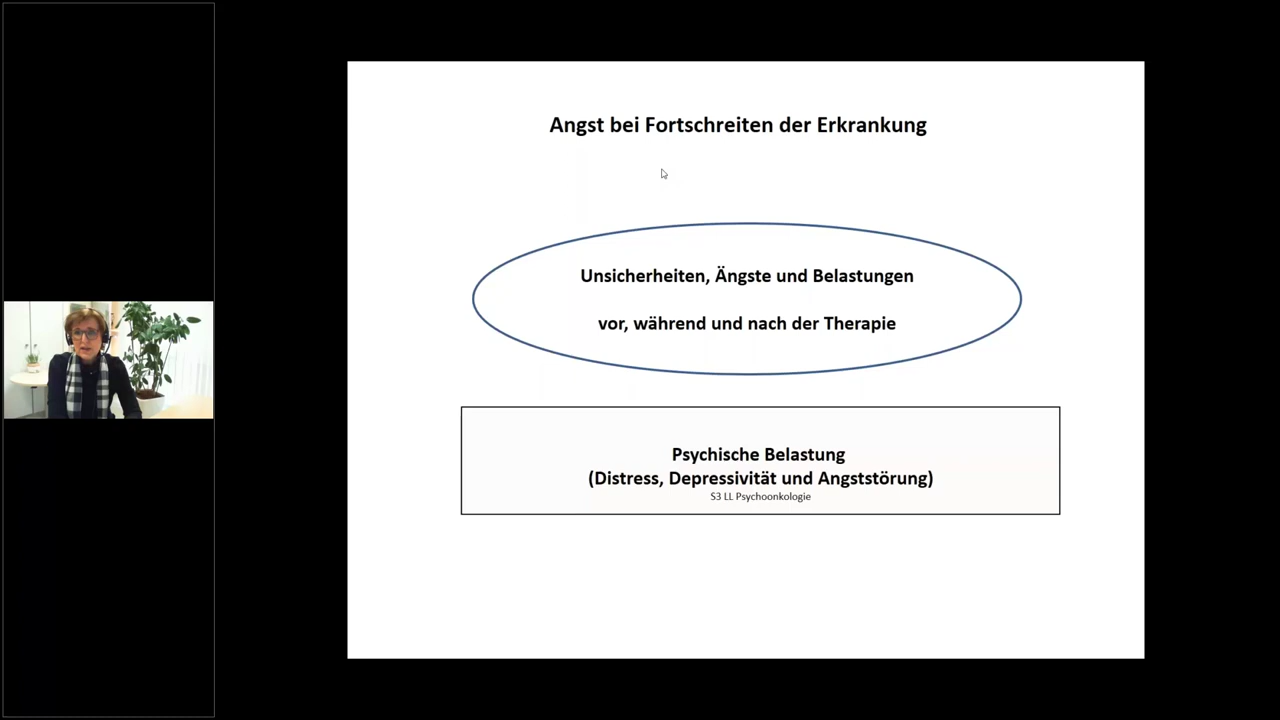 Angst bei Fortschreiten der Erkrankung
Unsicherheiten, Ängste und Belastungen
vor, während und nach der Therapie
Psychische Belastung
(Distress, Depressivität und Angststörung)
S3 LL Psychoonkologie